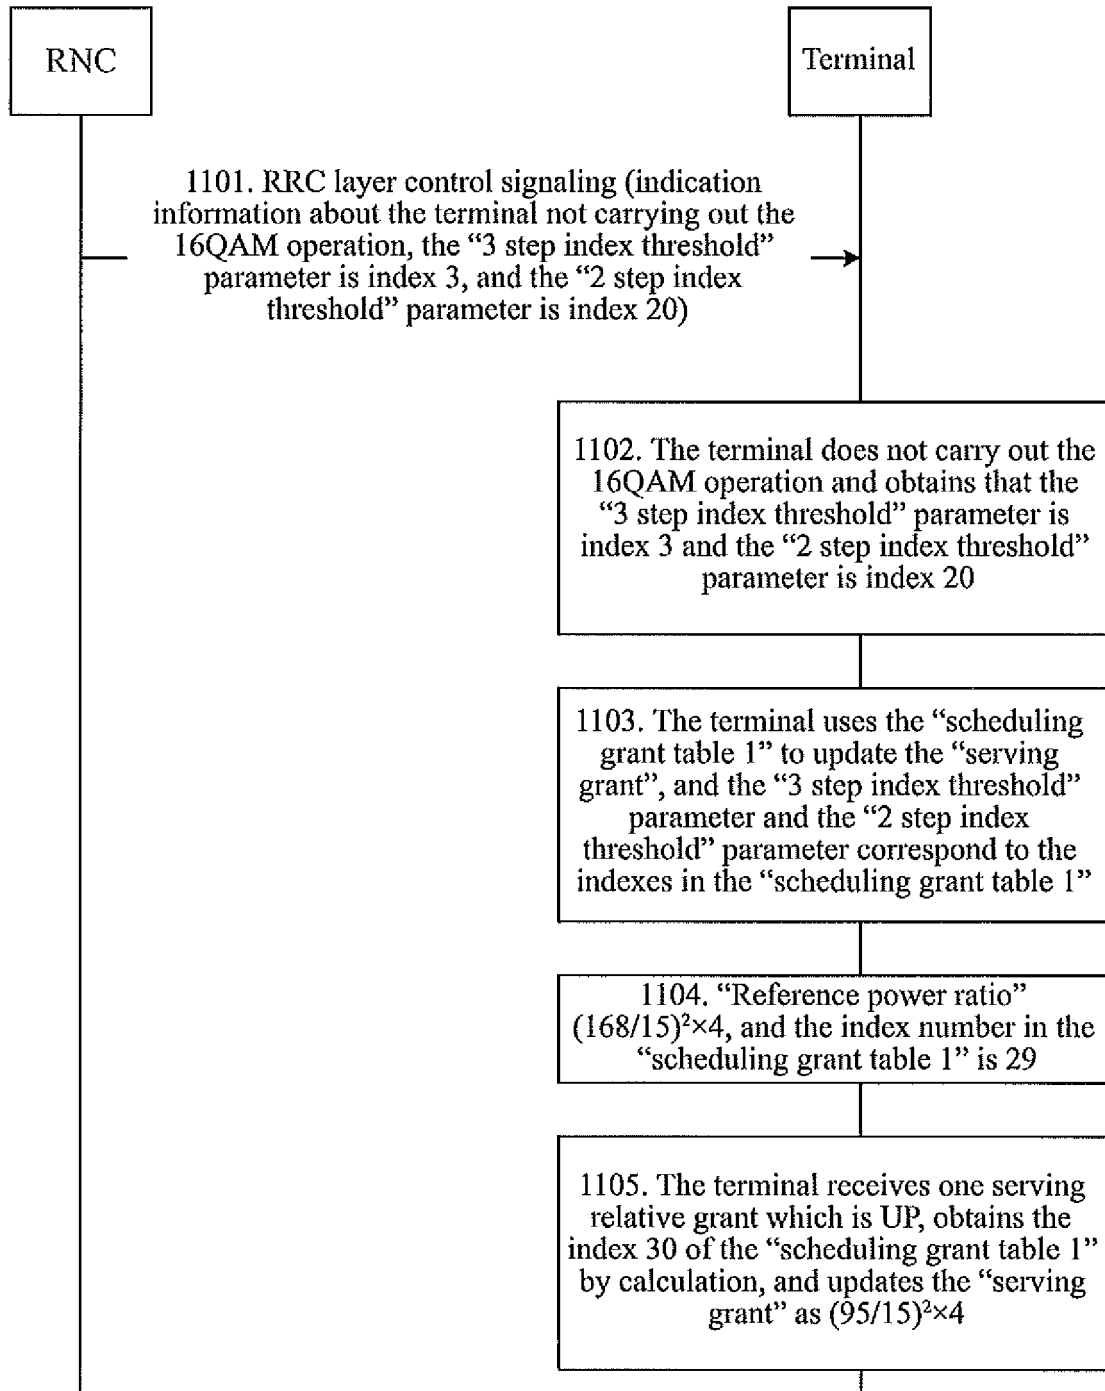 RNC
Terminal
1101. RRC layer control signaling (indication
information about the terminal not carrying out the
16QAM operation, the “3 step index threshold”
parameter is index 3, and the “2 step index
threshold” parameter is index 20)
1102. The terminal does not carry out the
16QAM operation and obtains that the
“3 step index threshold” parameter is
index 3 and the “2 step index threshold”
parameter is index 20
1103. The terminal uses the “scheduling
grant table 1” to update the “serving
grant”, and the “3 step index threshold”
parameter and the “2 step index
threshold” parameter correspond to the
indexes in the “scheduling grant table 1”
1104. “Reference power ratio”
(168/15)²×4, and the index number in the
“scheduling grant table 1” is 29
1105. The terminal receives one serving
relative grant which is UP, obtains the
index 30 of the “scheduling grant table 1”
by calculation, and updates the “serving
grant” as (95/15)²×4